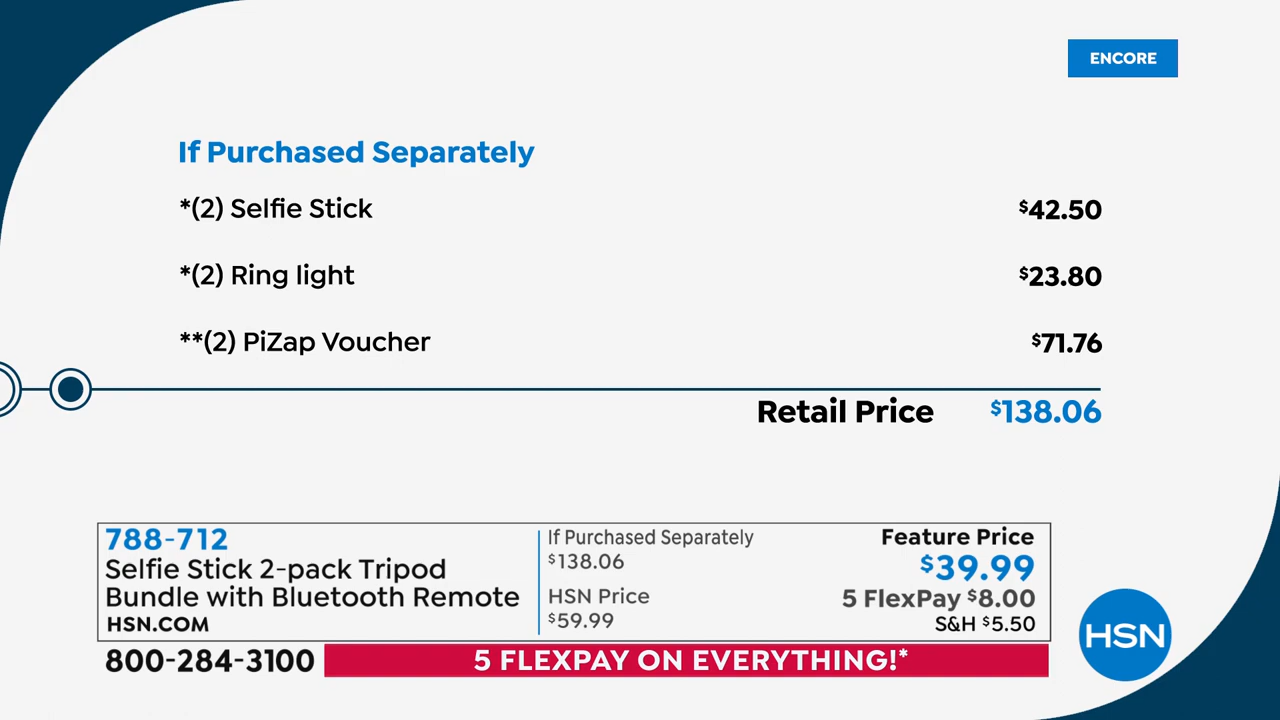 ENCORE
If Purchased Separately
*(2) Selfie Stick $42.50
*(2) Ring light $23.80
**(2) PiZap Voucher $71.76
Retail Price $138.06
788-712
Selfie Stick 2-pack Tripod
Bundle with Bluetooth Remote
HSN.COM
If Purchased Separately
$138.06
HSN Price
$59.99
Feature Price
$39.99
5 FlexPay $8.00
S&H $5.50
HSN
800-284-3100
5 FLEXPAY ON EVERYTHING!*